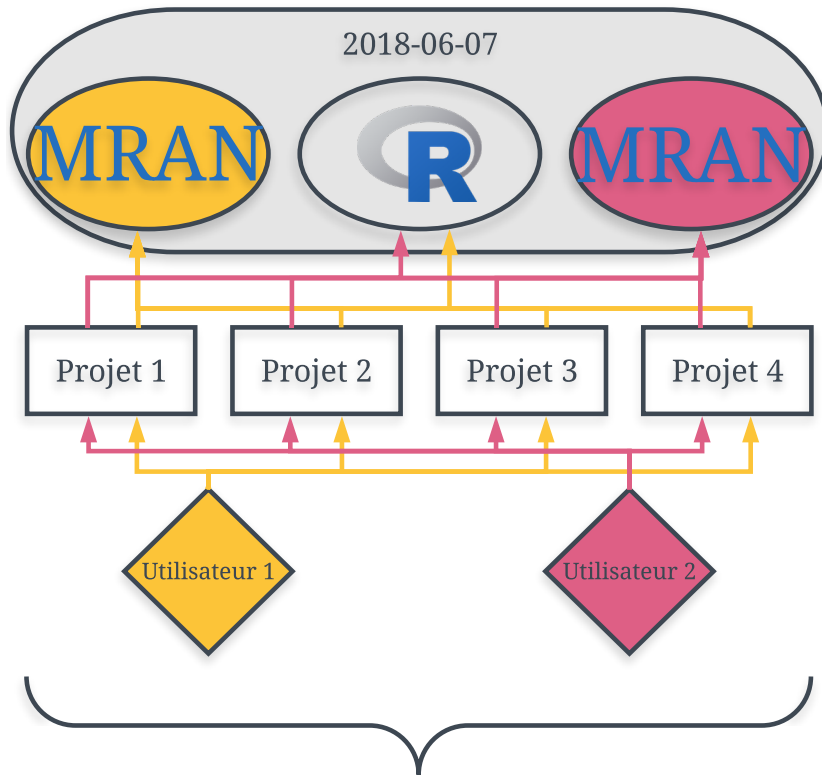 2018-06-07
MRAN
R
MRAN
Projet 1
Projet 2
Projet 3
Projet 4
Utilisateur 1
Utilisateur 2